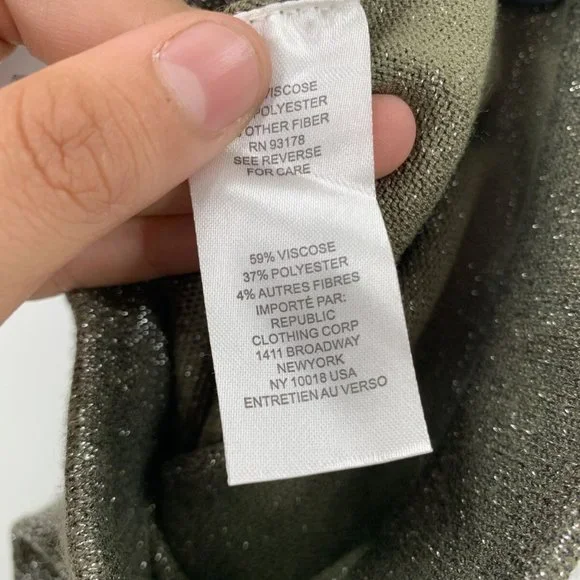 VISCOSE
POLYESTER
OTHER FIBER
RN 93178
SEE REVERSE
FOR CARE
59% VISCOSE
37% POLYESTER
4% AUTRES FIBRES
IMPORTÉ PAR:
REPUBLIC
CLOTHING CORP
1411 BROADWAY
NEWYORK
NY 10018 USA
ENTRETIEN AU VERSO